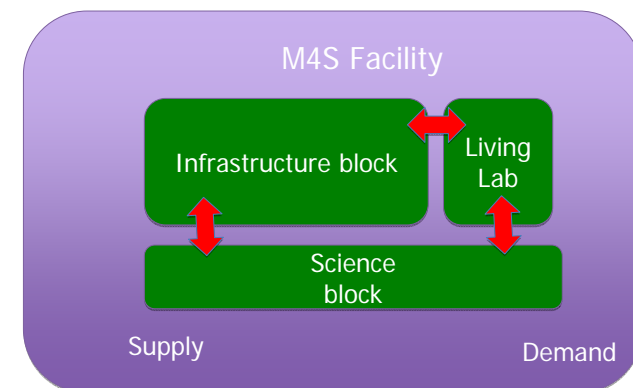 M4S Facility
Infrastructure block
Living
Lab
Science
block
Supply
Demand